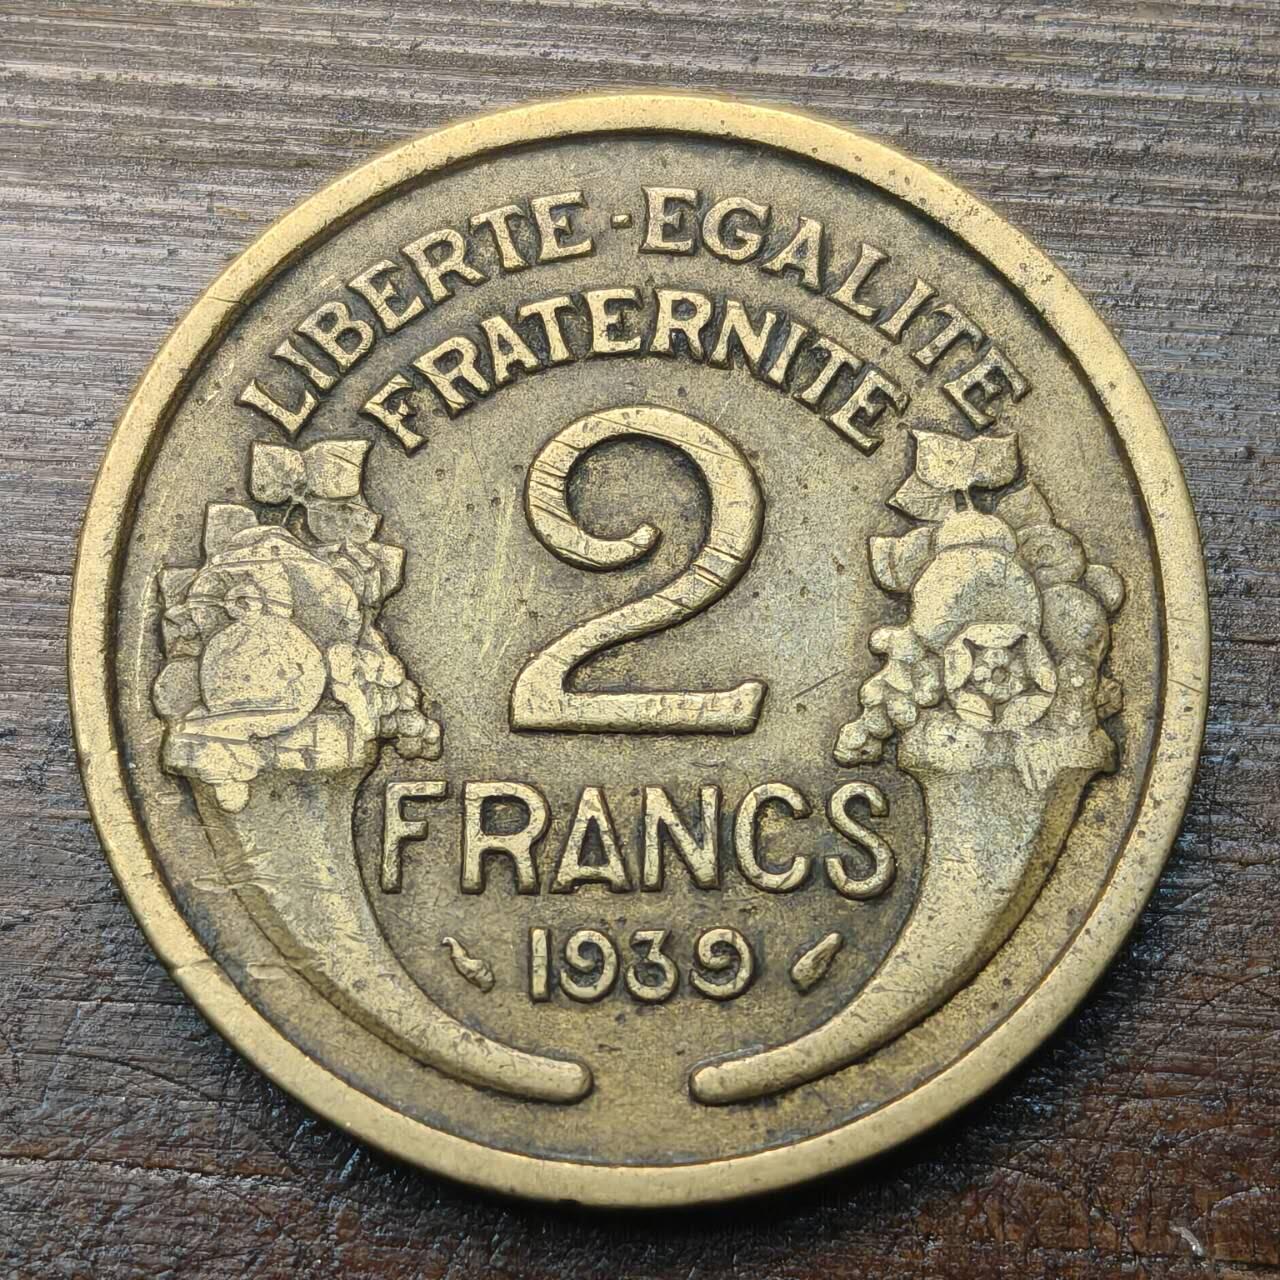 LIBERTE-EGALITE
FRATERNITE
2
FRANCS
1939